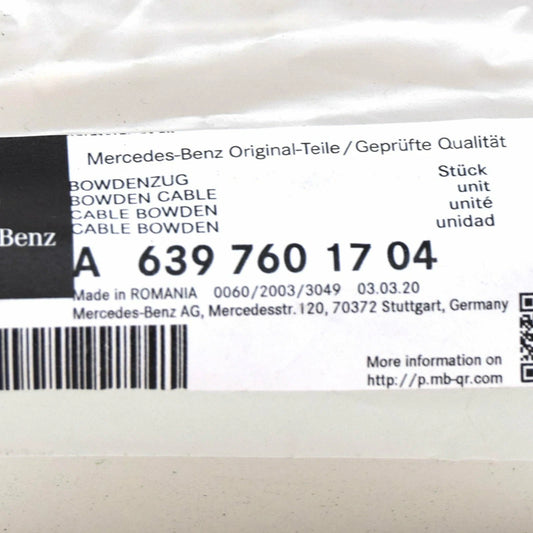 Mercedes-Benz Original-Teile/Geprüfte Qualität
BOWDENZUG Stück
BOWDEN CABLE unit
CABLE BOWDEN unité
CABLE BOWDEN unidad
Benz
A 639 760 17 04
Made in ROMANIA 0060/2003/3049 03.03.20
Mercedes-Benz AG, Mercedesstr. 120, 70372 Stuttgart, Germany
More information on
http://p.mb-qr.com